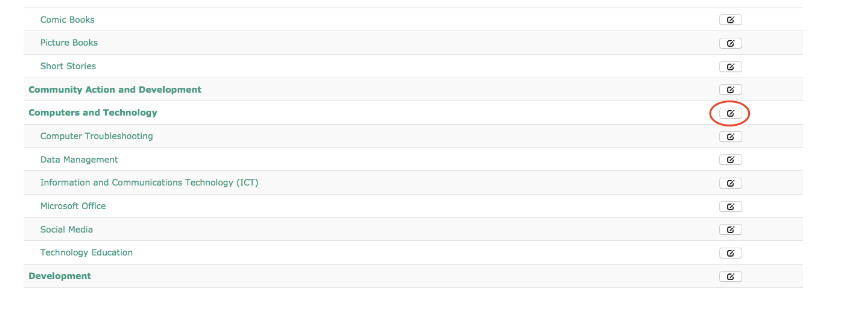 Comic Books
Picture Books
Short Stories
Community Action and Development
Computers and Technology
Computer Troubleshooting
Data Management
Information and Communications Technology (ICT)
Microsoft Office
Social Media
Technology Education
Development